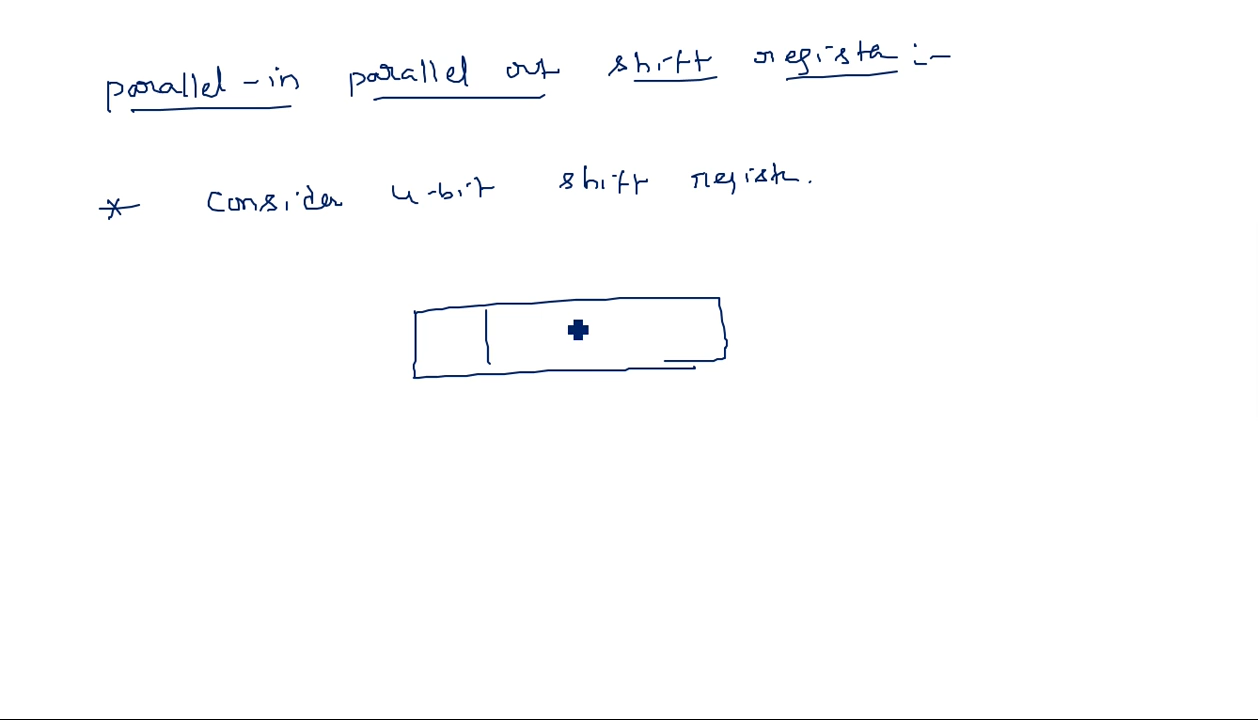 parallel-in parallel out shift register :-
* Consider 4-bit shift register.